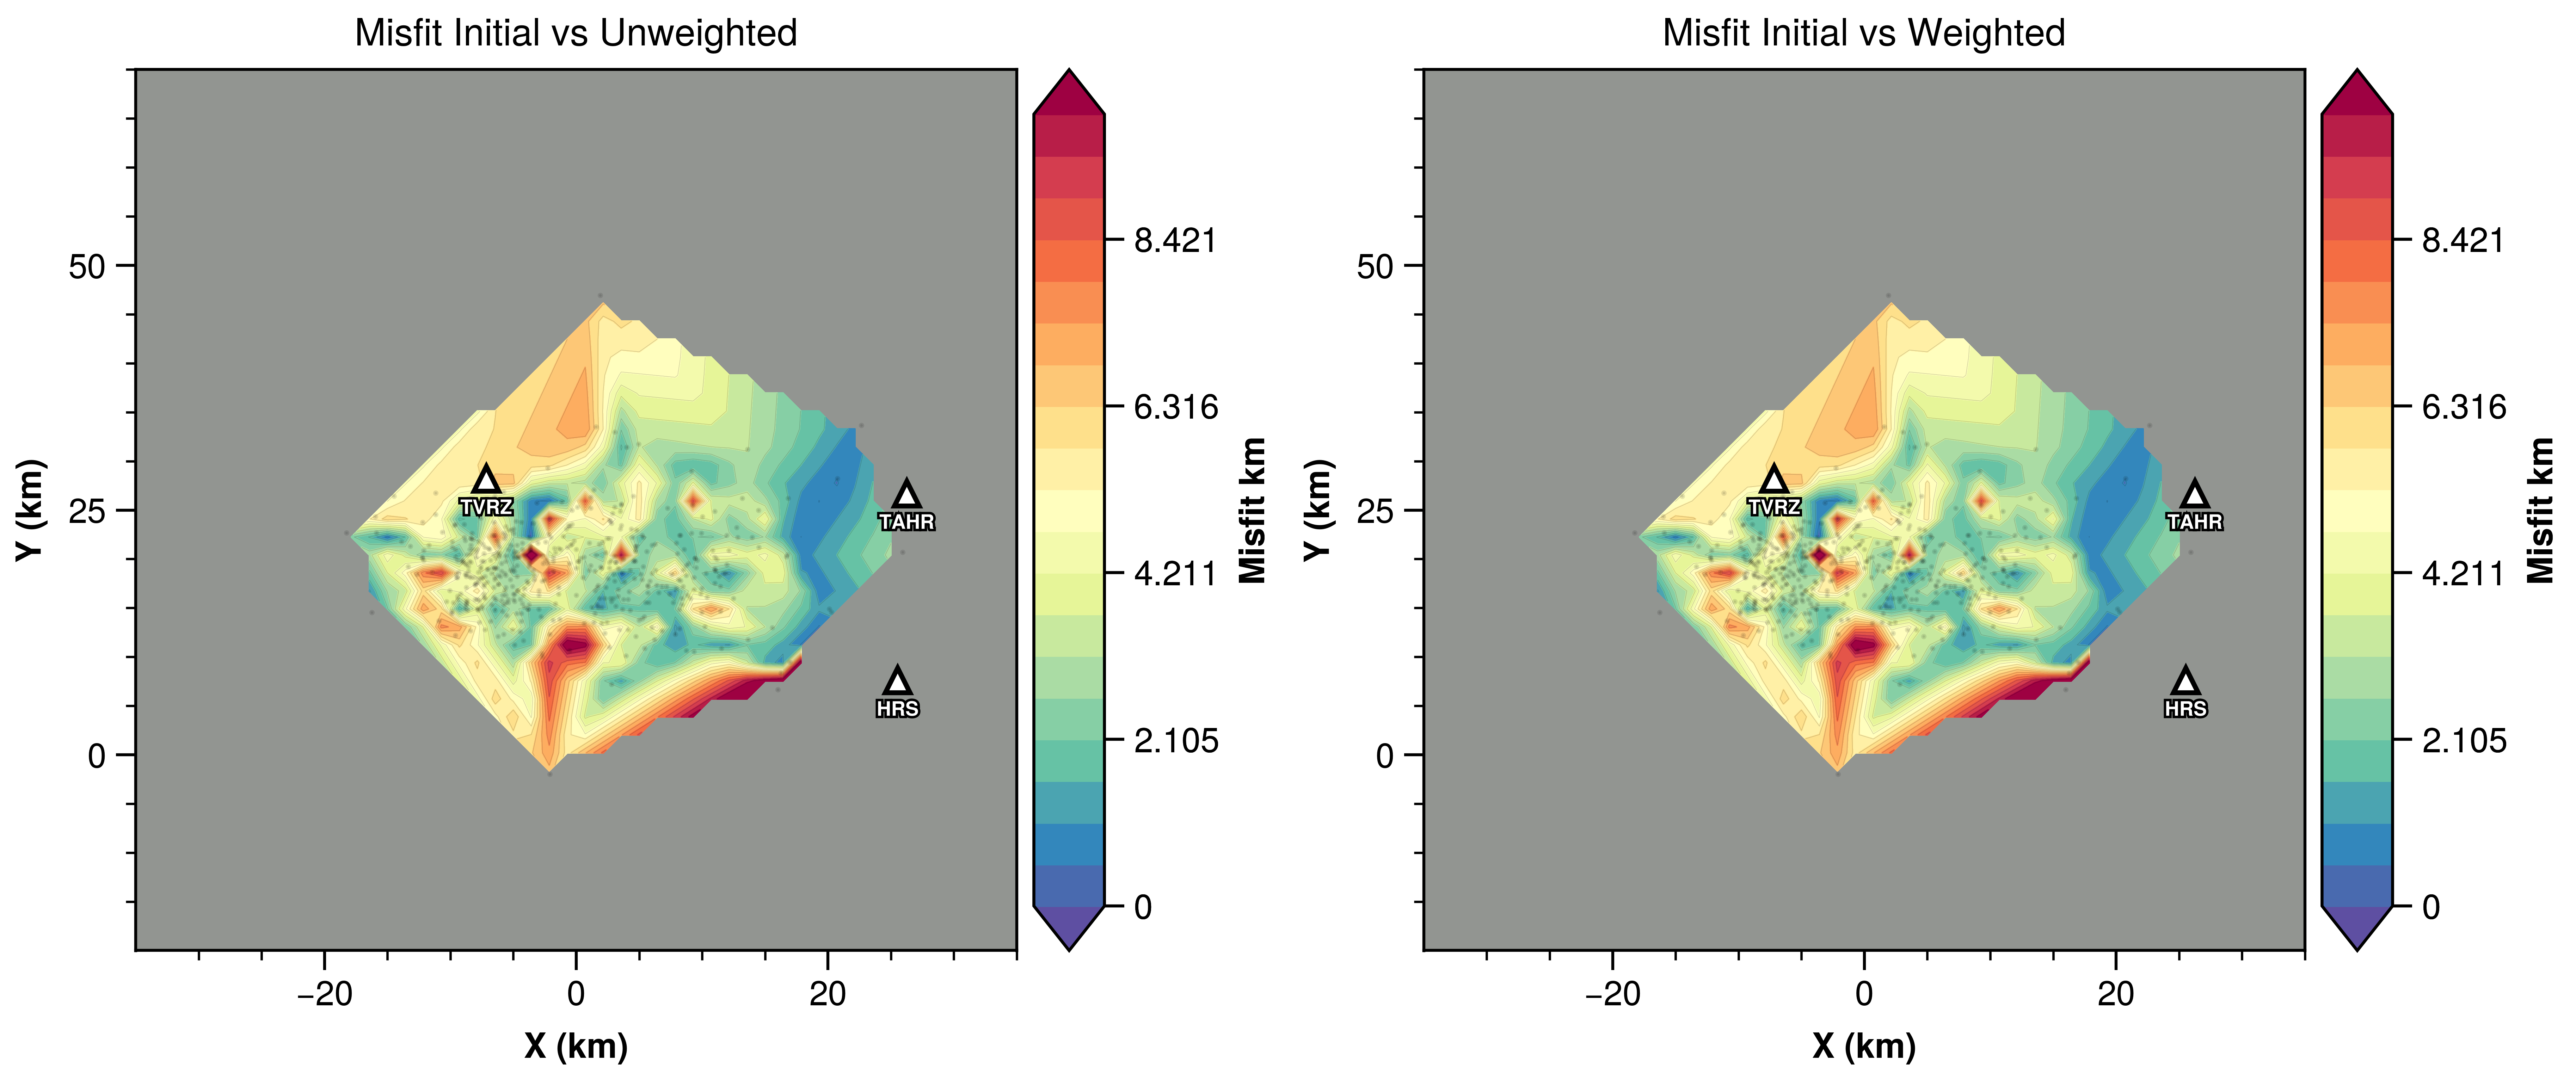 Misfit Initial vs Unweighted
Y (km)
50
25
0
−20
0
20
X (km)
TVRZ
TAHR
HRS
8.421
6.316
4.211
2.105
0
Misfit km
Misfit Initial vs Weighted
Y (km)
50
25
0
−20
0
20
X (km)
TVRZ
TAHR
HRS
8.421
6.316
4.211
2.105
0
Misfit km